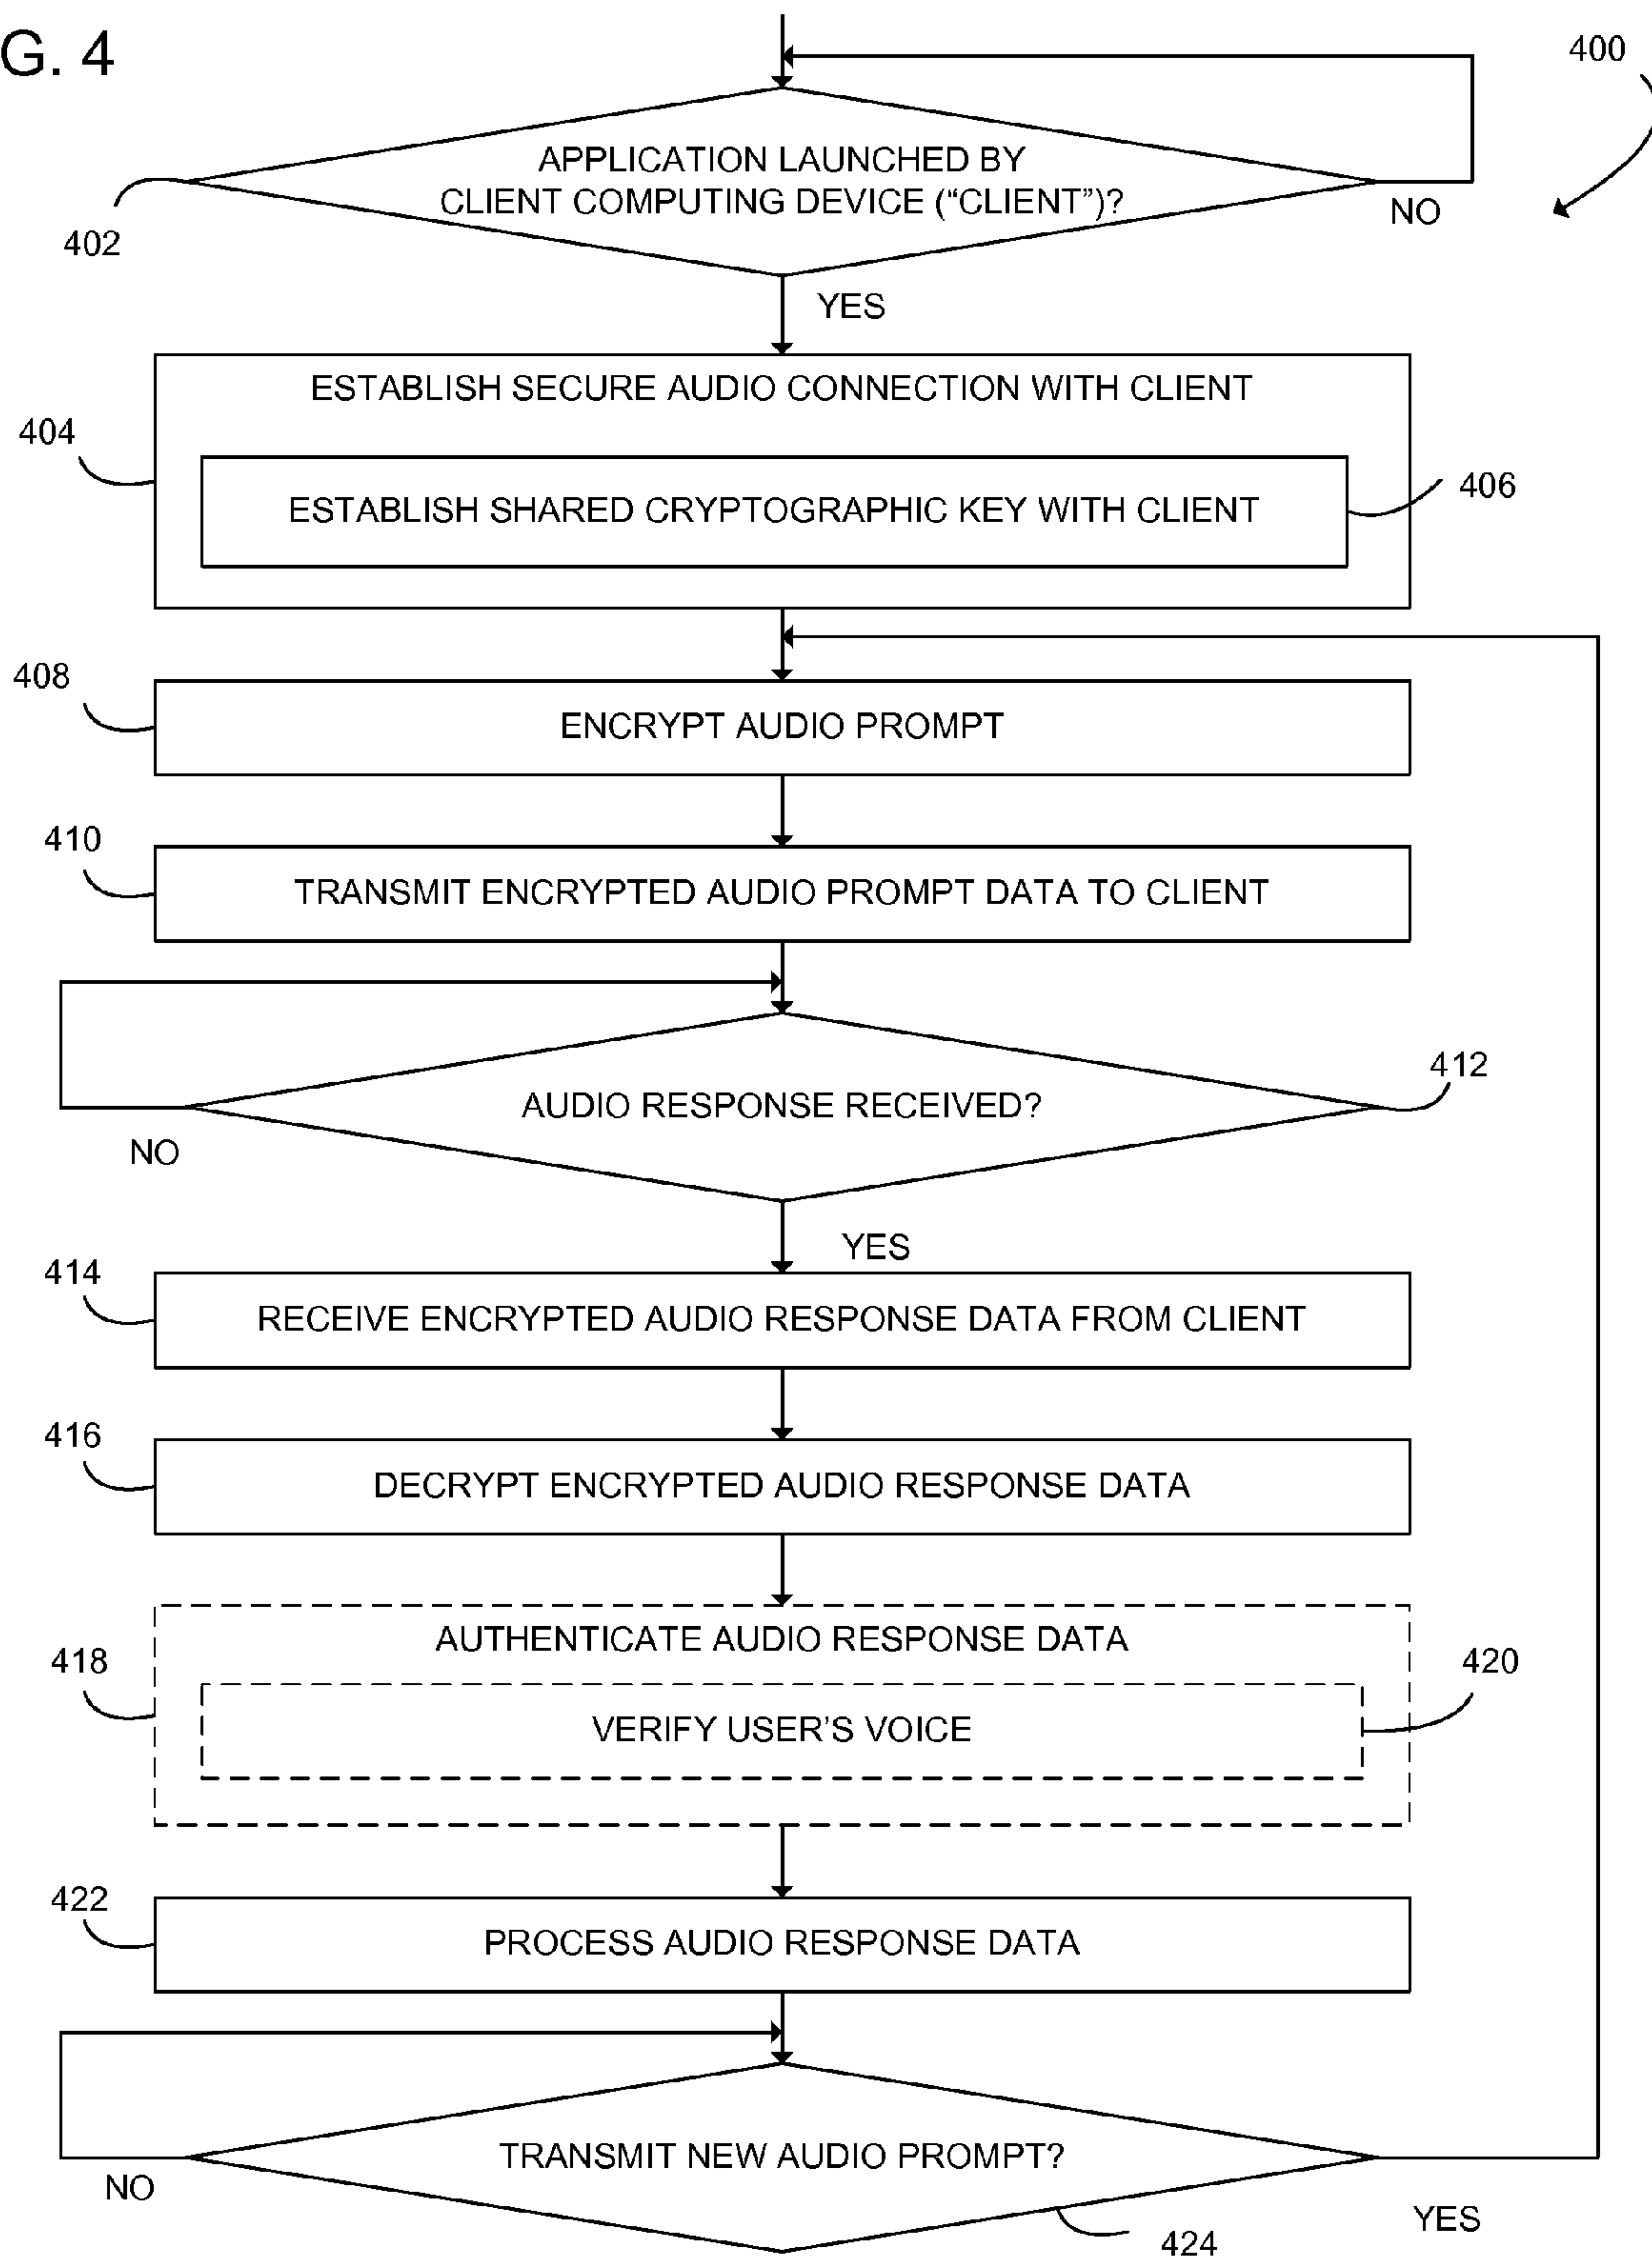 G. 4
400
APPLICATION LAUNCHED BY
CLIENT COMPUTING DEVICE (“CLIENT”)?
402
NO
YES
ESTABLISH SECURE AUDIO CONNECTION WITH CLIENT
404
ESTABLISH SHARED CRYPTOGRAPHIC KEY WITH CLIENT
406
408
ENCRYPT AUDIO PROMPT
410
TRANSMIT ENCRYPTED AUDIO PROMPT DATA TO CLIENT
412
AUDIO RESPONSE RECEIVED?
NO
YES
414
RECEIVE ENCRYPTED AUDIO RESPONSE DATA FROM CLIENT
416
DECRYPT ENCRYPTED AUDIO RESPONSE DATA
AUTHENTICATE AUDIO RESPONSE DATA
418
420
VERIFY USER’S VOICE
422
PROCESS AUDIO RESPONSE DATA
TRANSMIT NEW AUDIO PROMPT?
NO
YES
424